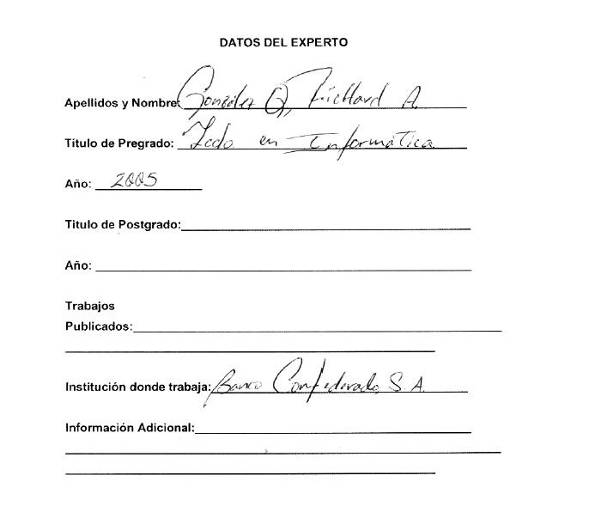 DATOS DEL EXPERTO
Apellidos y Nombre: González Q, Richard A.
Título de Pregrado: Lcdo en Informática
Año: 2005
Titulo de Postgrado:
Año:
Trabajos
Publicados:
Institución donde trabaja: Banco Confederado, S.A.
Información Adicional: